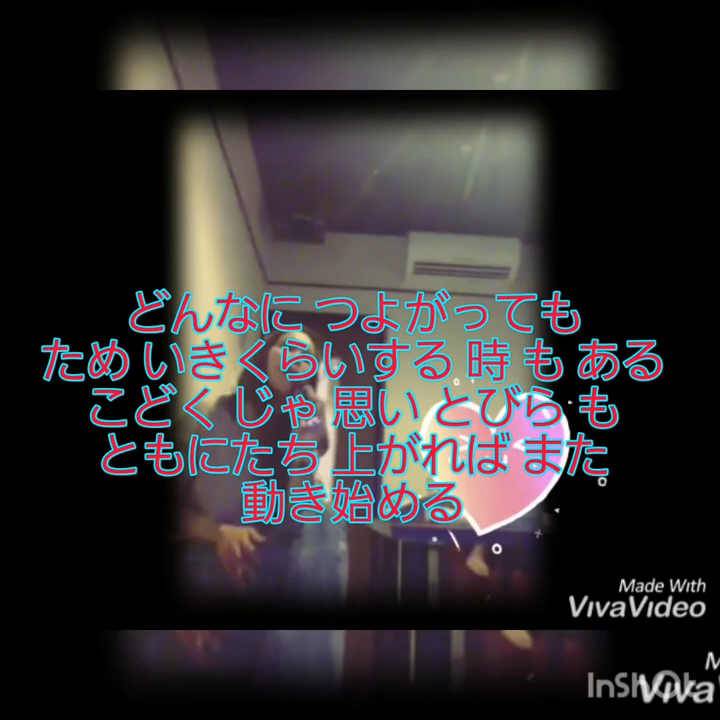 どんなに つよがっても
ため いきくらいする 時 も ある
こどく じゃ 思い とびら も
ともにたち 上がれば また
動き始める
Made With
VivaVideo
InShOt
Viva